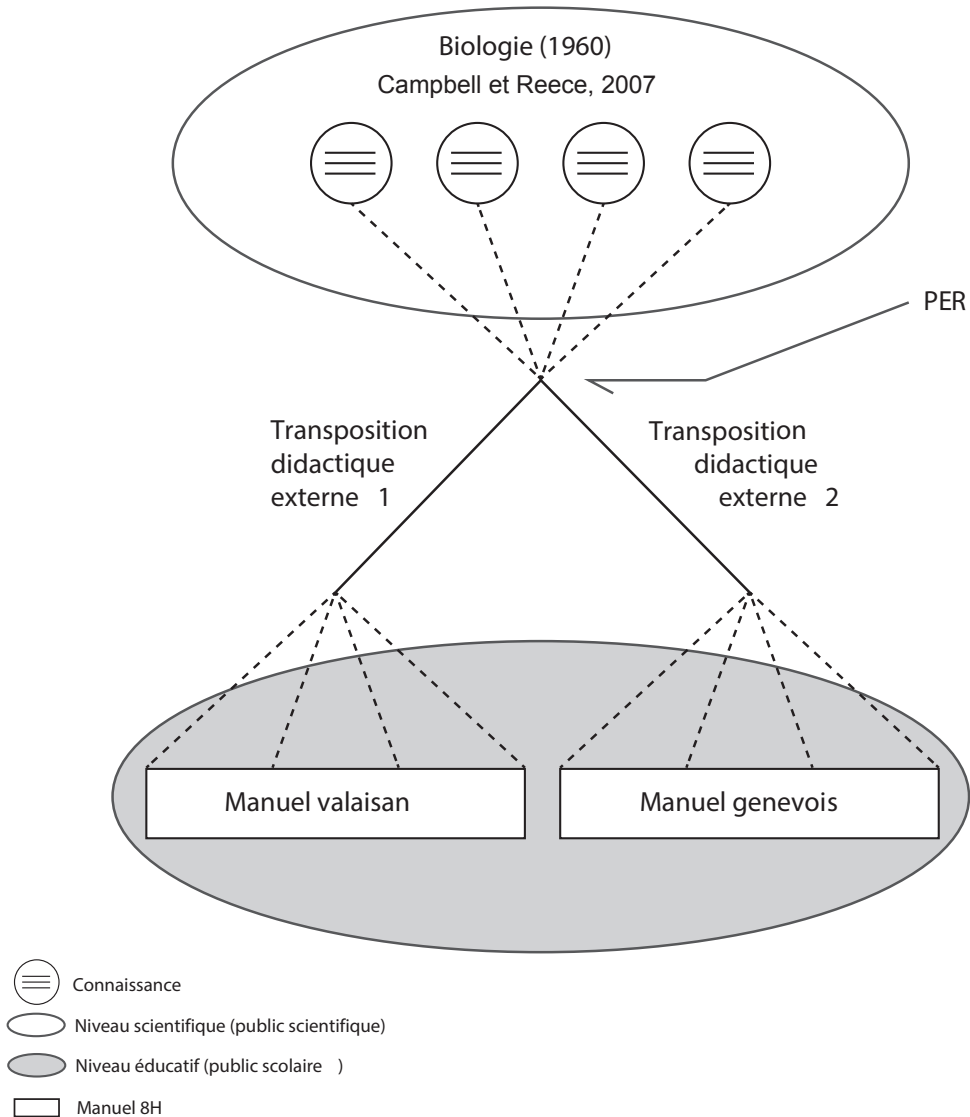 Biologie (1960)
Campbell et Reece, 2007
PER
Transposition
didactique
externe 1
Transposition
didactique
externe 2
Manuel valaisan
Manuel genevois
Connaissance
Niveau scientifique (public scientifique)
Niveau éducatif (public scolaire )
Manuel 8H